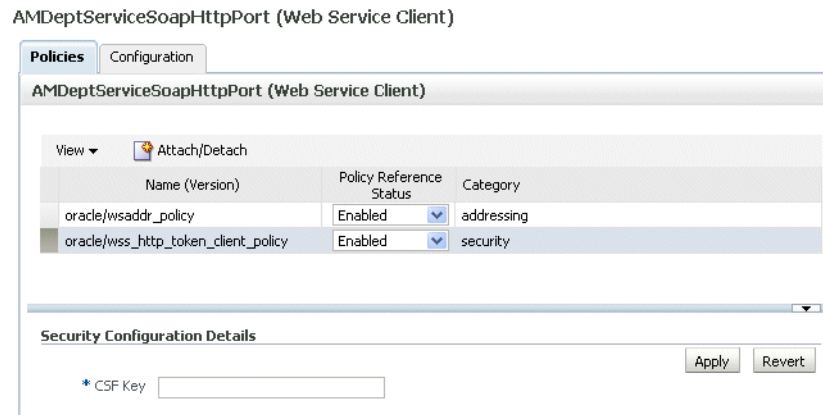 AMDeptServiceSoapHttpPort (Web Service Client)
Policies Configuration
AMDeptServiceSoapHttpPort (Web Service Client)
View Attach/Detach
Name (Version) Policy Reference Status Category
oracle/wsaddr_policy Enabled addressing
oracle/wss_http_token_client_policy Enabled security
Security Configuration Details
Apply Revert
* CSF Key